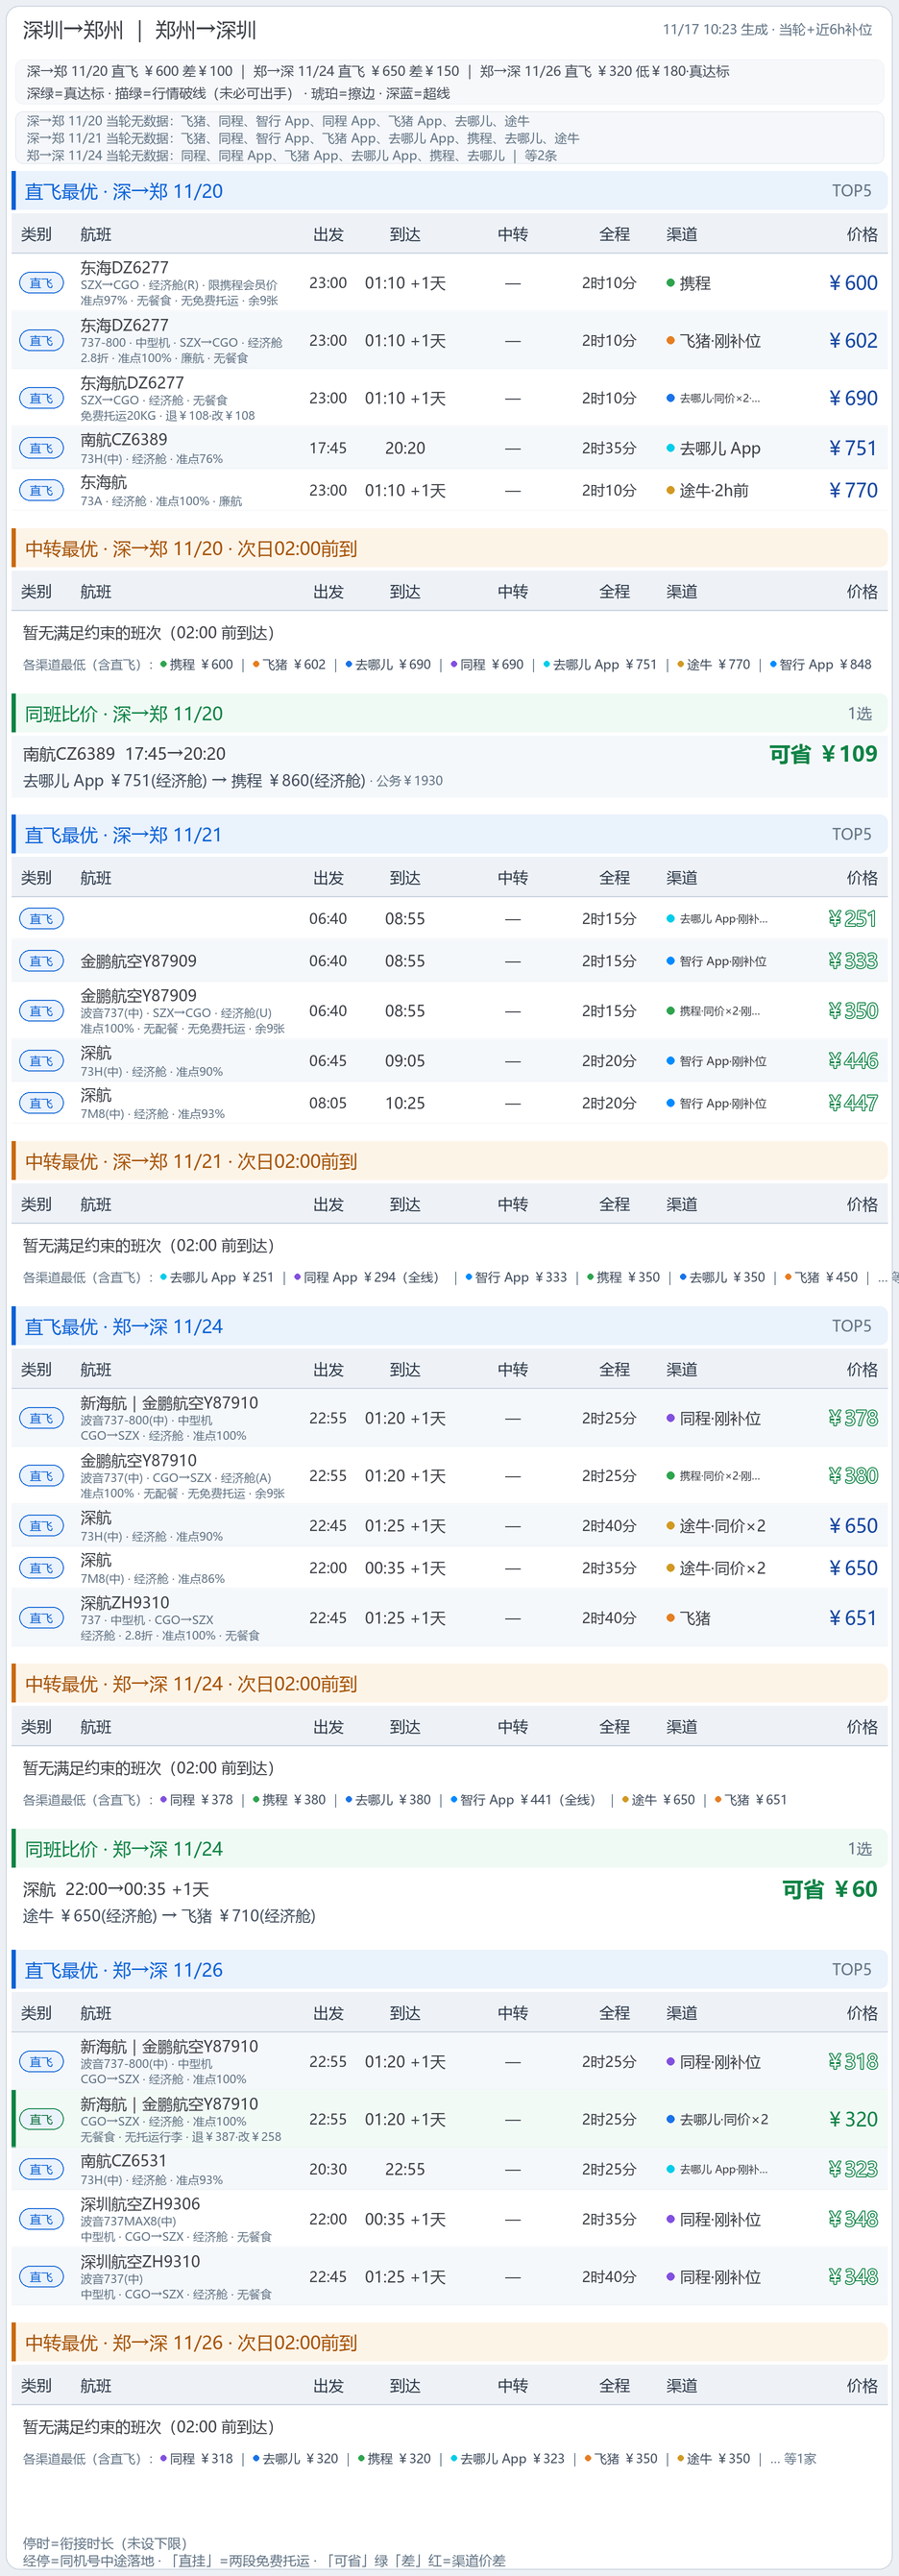 深圳→郑州 | 郑州→深圳
11/17 10:23 生成 · 当轮+近6h补位
深→郑 11/20 直飞 ¥600 差¥100 | 郑→深 11/24 直飞 ¥650 差¥150 | 郑→深 11/26 直飞 ¥320 低¥180·真达标
深绿=真达标 · 描绿=行情破线（未必可出手） · 琥珀=擦边 · 深蓝=超线
深→郑 11/20 当轮无数据：飞猪、同程、智行 App、同程 App、飞猪 App、去哪儿、途牛
深→郑 11/21 当轮无数据：飞猪、同程、智行 App、飞猪 App、去哪儿 App、携程、去哪儿、途牛
郑→深 11/24 当轮无数据：同程、同程 App、飞猪 App、去哪儿 App、携程、去哪儿 | 等2条
直飞最优 · 深→郑 11/20 TOP5
类别 航班 出发 到达 中转 全程 渠道 价格
东海DZ6277
直飞 SZX→CGO · 经济舱(R) · 限携程会员价 23:00 01:10 +1天 — 2时10分 携程 ¥600
准点97% · 无餐食 · 无免费托运 · 余9张
东海DZ6277
直飞 737-800 · 中型机 · SZX→CGO · 经济舱 23:00 01:10 +1天 — 2时10分 飞猪·刚补位 ¥602
2.8折 · 准点100% · 廉航 · 无餐食
东海航DZ6277
直飞 SZX→CGO · 经济舱 · 无餐食 23:00 01:10 +1天 — 2时10分 去哪儿·同价×2·… ¥690
免费托运20KG · 退¥108·改¥108
南航CZ6389
直飞 73H(中) · 经济舱 · 准点76% 17:45 20:20 — 2时35分 去哪儿 App ¥751
东海航
直飞 73A · 经济舱 · 准点100% · 廉航 23:00 01:10 +1天 — 2时10分 途牛·2h前 ¥770
中转最优 · 深→郑 11/20 · 次日02:00前到
类别 航班 出发 到达 中转 全程 渠道 价格
暂无满足约束的班次（02:00 前到达）
各渠道最低（含直飞）: 携程 ¥600 | 飞猪 ¥602 | 去哪儿 ¥690 | 同程 ¥690 | 去哪儿 App ¥751 | 途牛 ¥770 | 智行 App ¥848
同班比价 · 深→郑 11/20 1选
南航CZ6389 17:45→20:20 可省 ¥109
去哪儿 App ¥751(经济舱) → 携程 ¥860(经济舱) · 公务¥1930
直飞最优 · 深→郑 11/21 TOP5
类别 航班 出发 到达 中转 全程 渠道 价格
直飞 06:40 08:55 — 2时15分 去哪儿 App·刚补… ¥251
直飞 金鹏航空Y87909 06:40 08:55 — 2时15分 智行 App·刚补位 ¥333
金鹏航空Y87909
直飞 波音737(中) · SZX→CGO · 经济舱(U) 06:40 08:55 — 2时15分 携程·同价×2·刚… ¥350
准点100% · 无配餐 · 无免费托运 · 余9张
深航
直飞 73H(中) · 经济舱 · 准点90% 06:45 09:05 — 2时20分 智行 App·刚补位 ¥446
深航
直飞 7M8(中) · 经济舱 · 准点93% 08:05 10:25 — 2时20分 智行 App·刚补位 ¥447
中转最优 · 深→郑 11/21 · 次日02:00前到
类别 航班 出发 到达 中转 全程 渠道 价格
暂无满足约束的班次（02:00 前到达）
各渠道最低（含直飞）: 去哪儿 App ¥251 | 同程 App ¥294（全线） | 智行 App ¥333 | 携程 ¥350 | 去哪儿 ¥350 | 飞猪 ¥450 | …
直飞最优 · 郑→深 11/24 TOP5
类别 航班 出发 到达 中转 全程 渠道 价格
新海航｜金鹏航空Y87910
直飞 波音737-800(中) · 中型机 22:55 01:20 +1天 — 2时25分 同程·刚补位 ¥378
CGO→SZX · 经济舱 · 准点100%
金鹏航空Y87910
直飞 波音737(中) · CGO→SZX · 经济舱(A) 22:55 01:20 +1天 — 2时25分 携程·同价×2·刚… ¥380
准点100% · 无配餐 · 无免费托运 · 余9张
深航
直飞 73H(中) · 经济舱 · 准点90% 22:45 01:25 +1天 — 2时40分 途牛·同价×2 ¥650
深航
直飞 7M8(中) · 经济舱 · 准点86% 22:00 00:35 +1天 — 2时35分 途牛·同价×2 ¥650
深航ZH9310
直飞 737 · 中型机 · CGO→SZX 22:45 01:25 +1天 — 2时40分 飞猪 ¥651
经济舱 · 2.8折 · 准点100% · 无餐食
中转最优 · 郑→深 11/24 · 次日02:00前到
类别 航班 出发 到达 中转 全程 渠道 价格
暂无满足约束的班次（02:00 前到达）
各渠道最低（含直飞）: 同程 ¥378 | 携程 ¥380 | 去哪儿 ¥380 | 智行 App ¥441（全线） | 途牛 ¥650 | 飞猪 ¥651
同班比价 · 郑→深 11/24 1选
深航 22:00→00:35 +1天 可省 ¥60
途牛 ¥650(经济舱) → 飞猪 ¥710(经济舱)
直飞最优 · 郑→深 11/26 TOP5
类别 航班 出发 到达 中转 全程 渠道 价格
新海航｜金鹏航空Y87910
直飞 波音737-800(中) · 中型机 22:55 01:20 +1天 — 2时25分 同程·刚补位 ¥318
CGO→SZX · 经济舱 · 准点100%
新海航｜金鹏航空Y87910
直飞 CGO→SZX · 经济舱 · 准点100% 22:55 01:20 +1天 — 2时25分 去哪儿·同价×2 ¥320
无餐食 · 无托运行李 · 退¥387·改¥258
南航CZ6531
直飞 73H(中) · 经济舱 · 准点93% 20:30 22:55 — 2时25分 去哪儿 App·刚补… ¥323
深圳航空ZH9306
直飞 波音737MAX8(中) 22:00 00:35 +1天 — 2时35分 同程·刚补位 ¥348
中型机 · CGO→SZX · 经济舱 · 无餐食
深圳航空ZH9310
直飞 波音737(中) 22:45 01:25 +1天 — 2时40分 同程·刚补位 ¥348
中型机 · CGO→SZX · 经济舱 · 无餐食
中转最优 · 郑→深 11/26 · 次日02:00前到
类别 航班 出发 到达 中转 全程 渠道 价格
暂无满足约束的班次（02:00 前到达）
各渠道最低（含直飞）: 同程 ¥318 | 去哪儿 ¥320 | 携程 ¥320 | 去哪儿 App ¥323 | 飞猪 ¥350 | 途牛 ¥350 | … 等1家
停时=衔接时长（未设下限）
经停=同机号中途落地 · 「直挂」=两段免费托运 · 「可省」绿「差」红=渠道价差